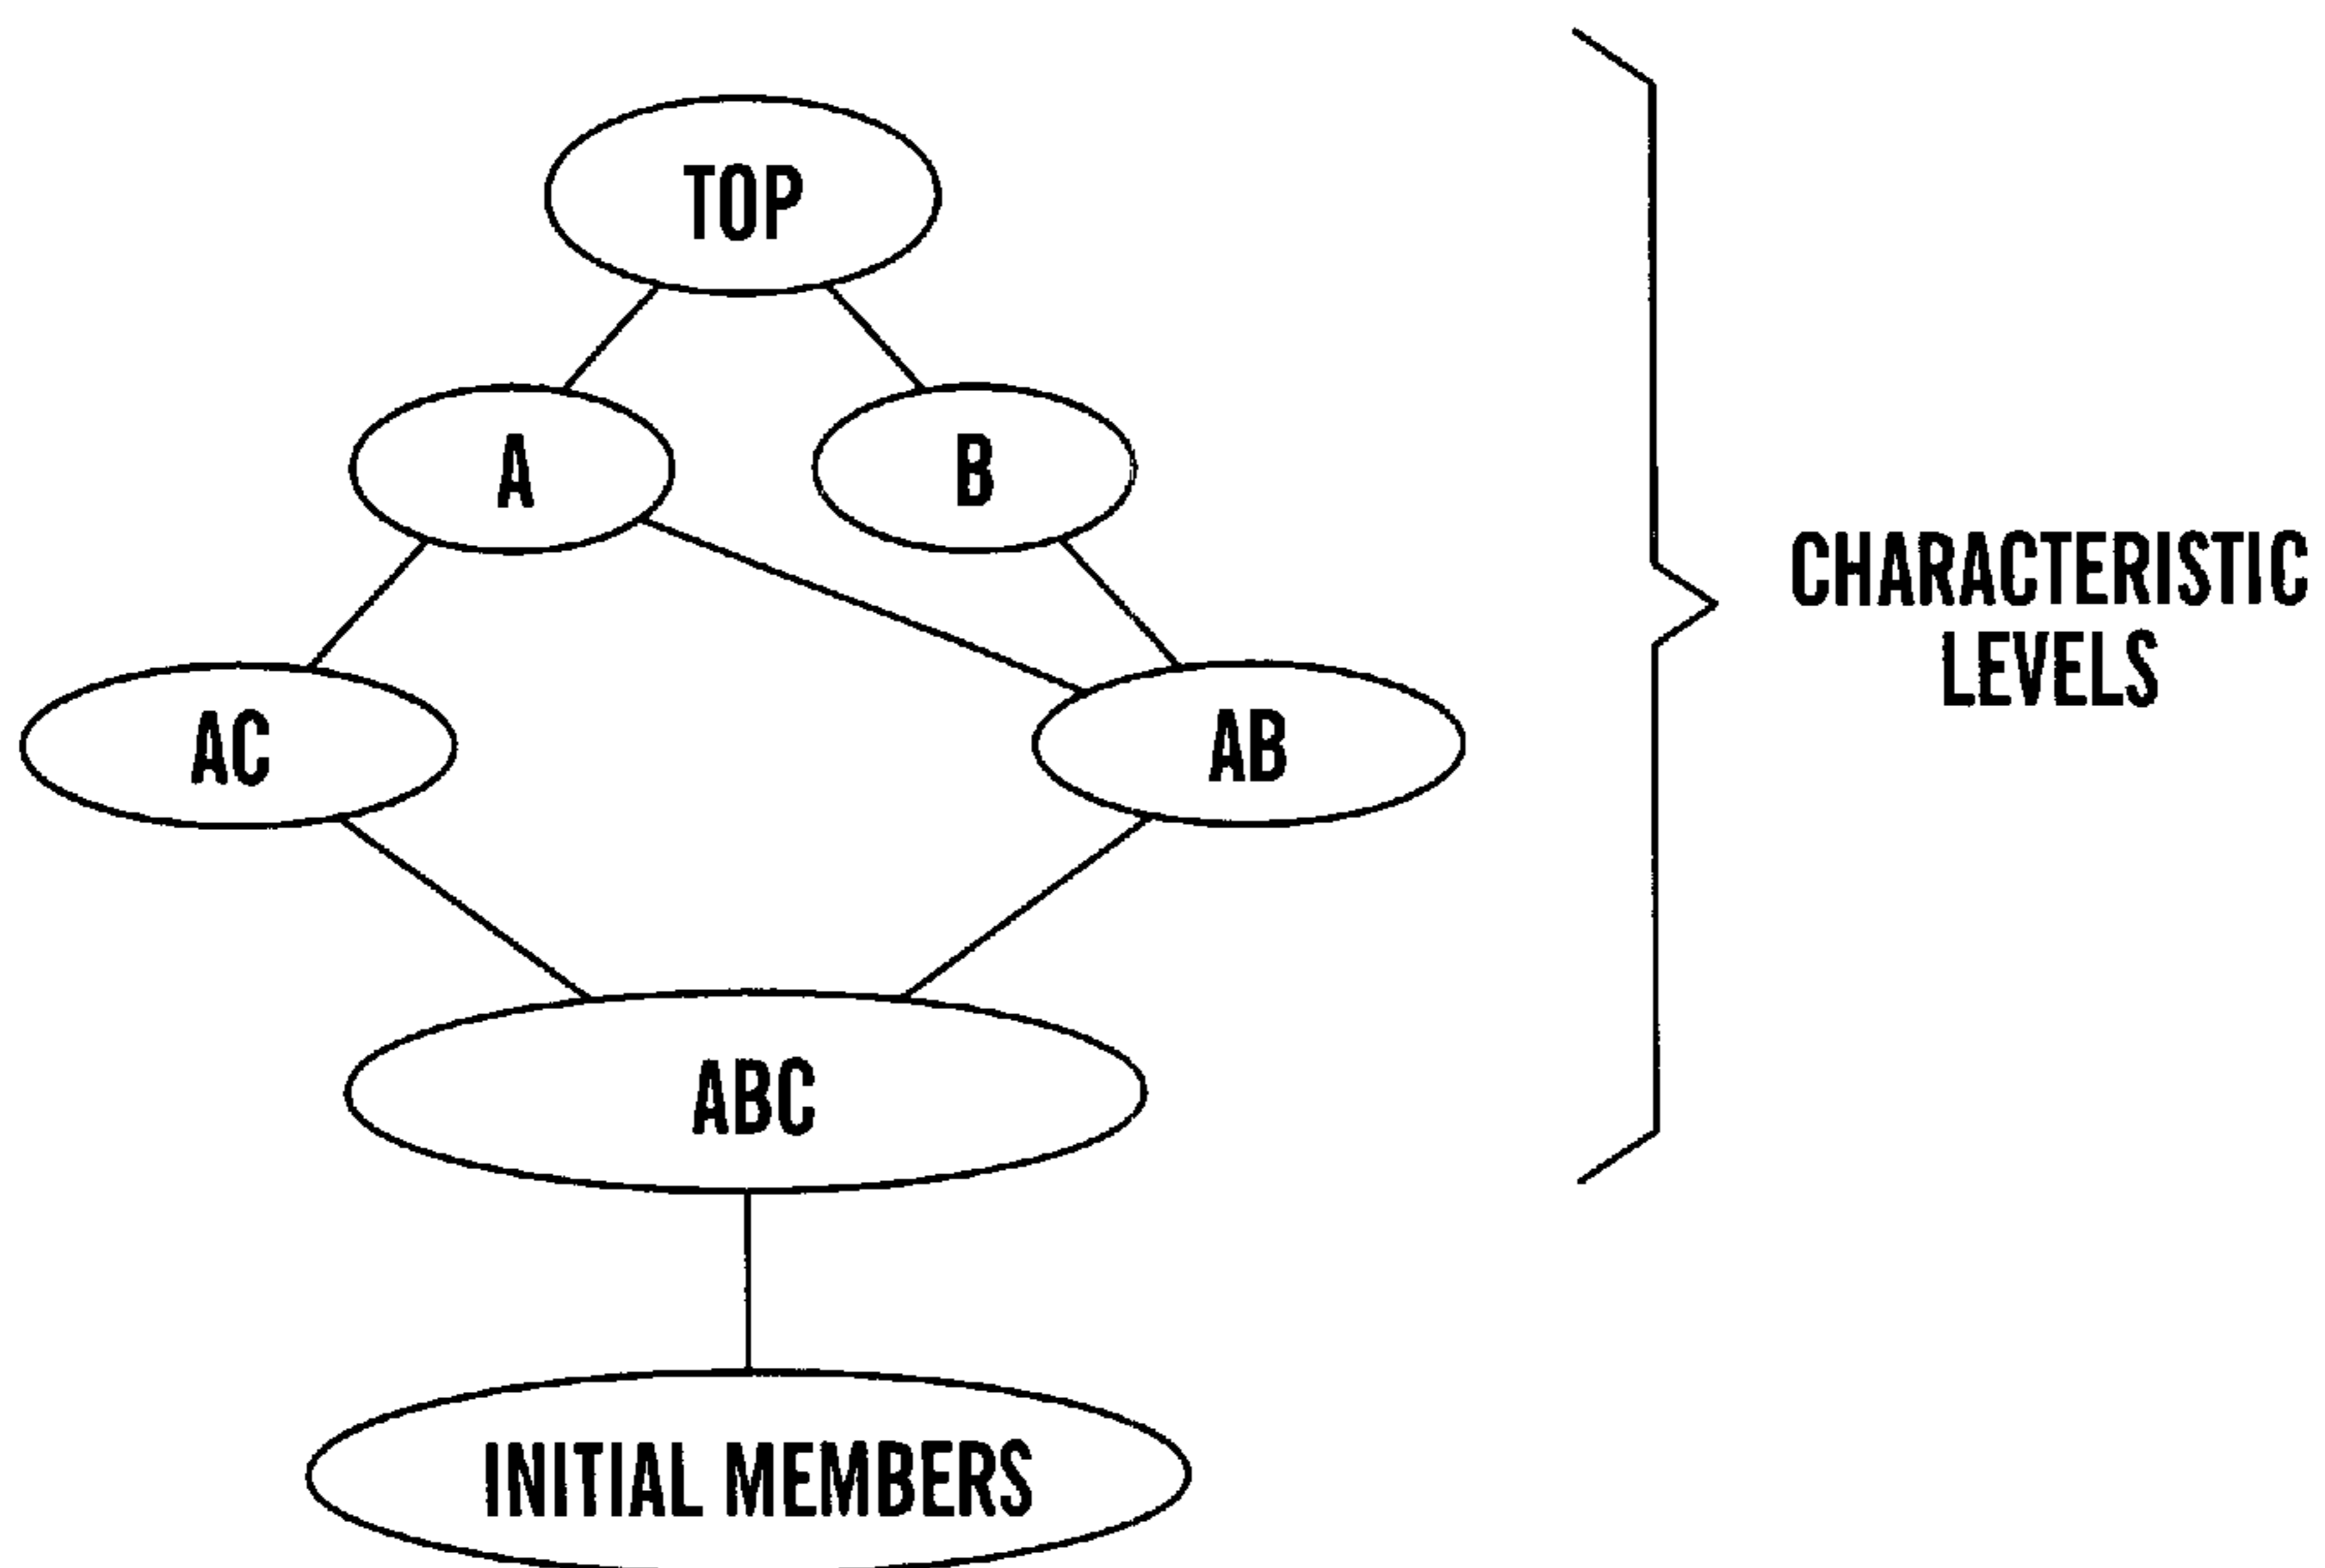 TOP
A
B
CHARACTERISTIC
LEVELS
AC
AB
ABC
INITIAL MEMBERS